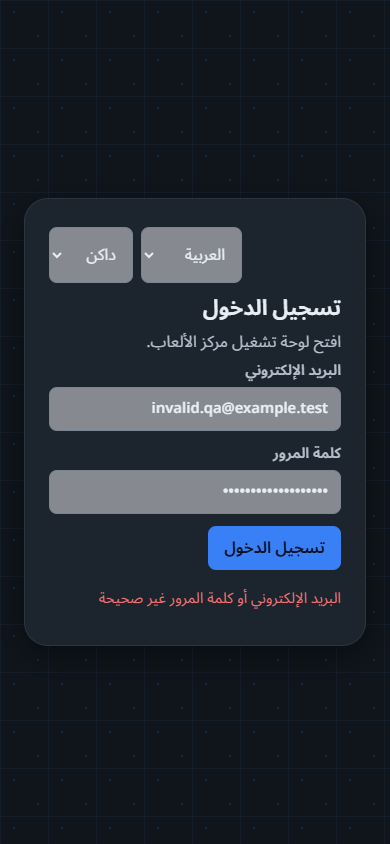 العربية
داكن
تسجيل الدخول
افتح لوحة تشغيل مركز الألعاب.
البريد الإلكتروني
invalid.qa@example.test
كلمة المرور
•••••••••••••••••••
تسجيل الدخول
البريد الإلكتروني أو كلمة المرور غير صحيحة